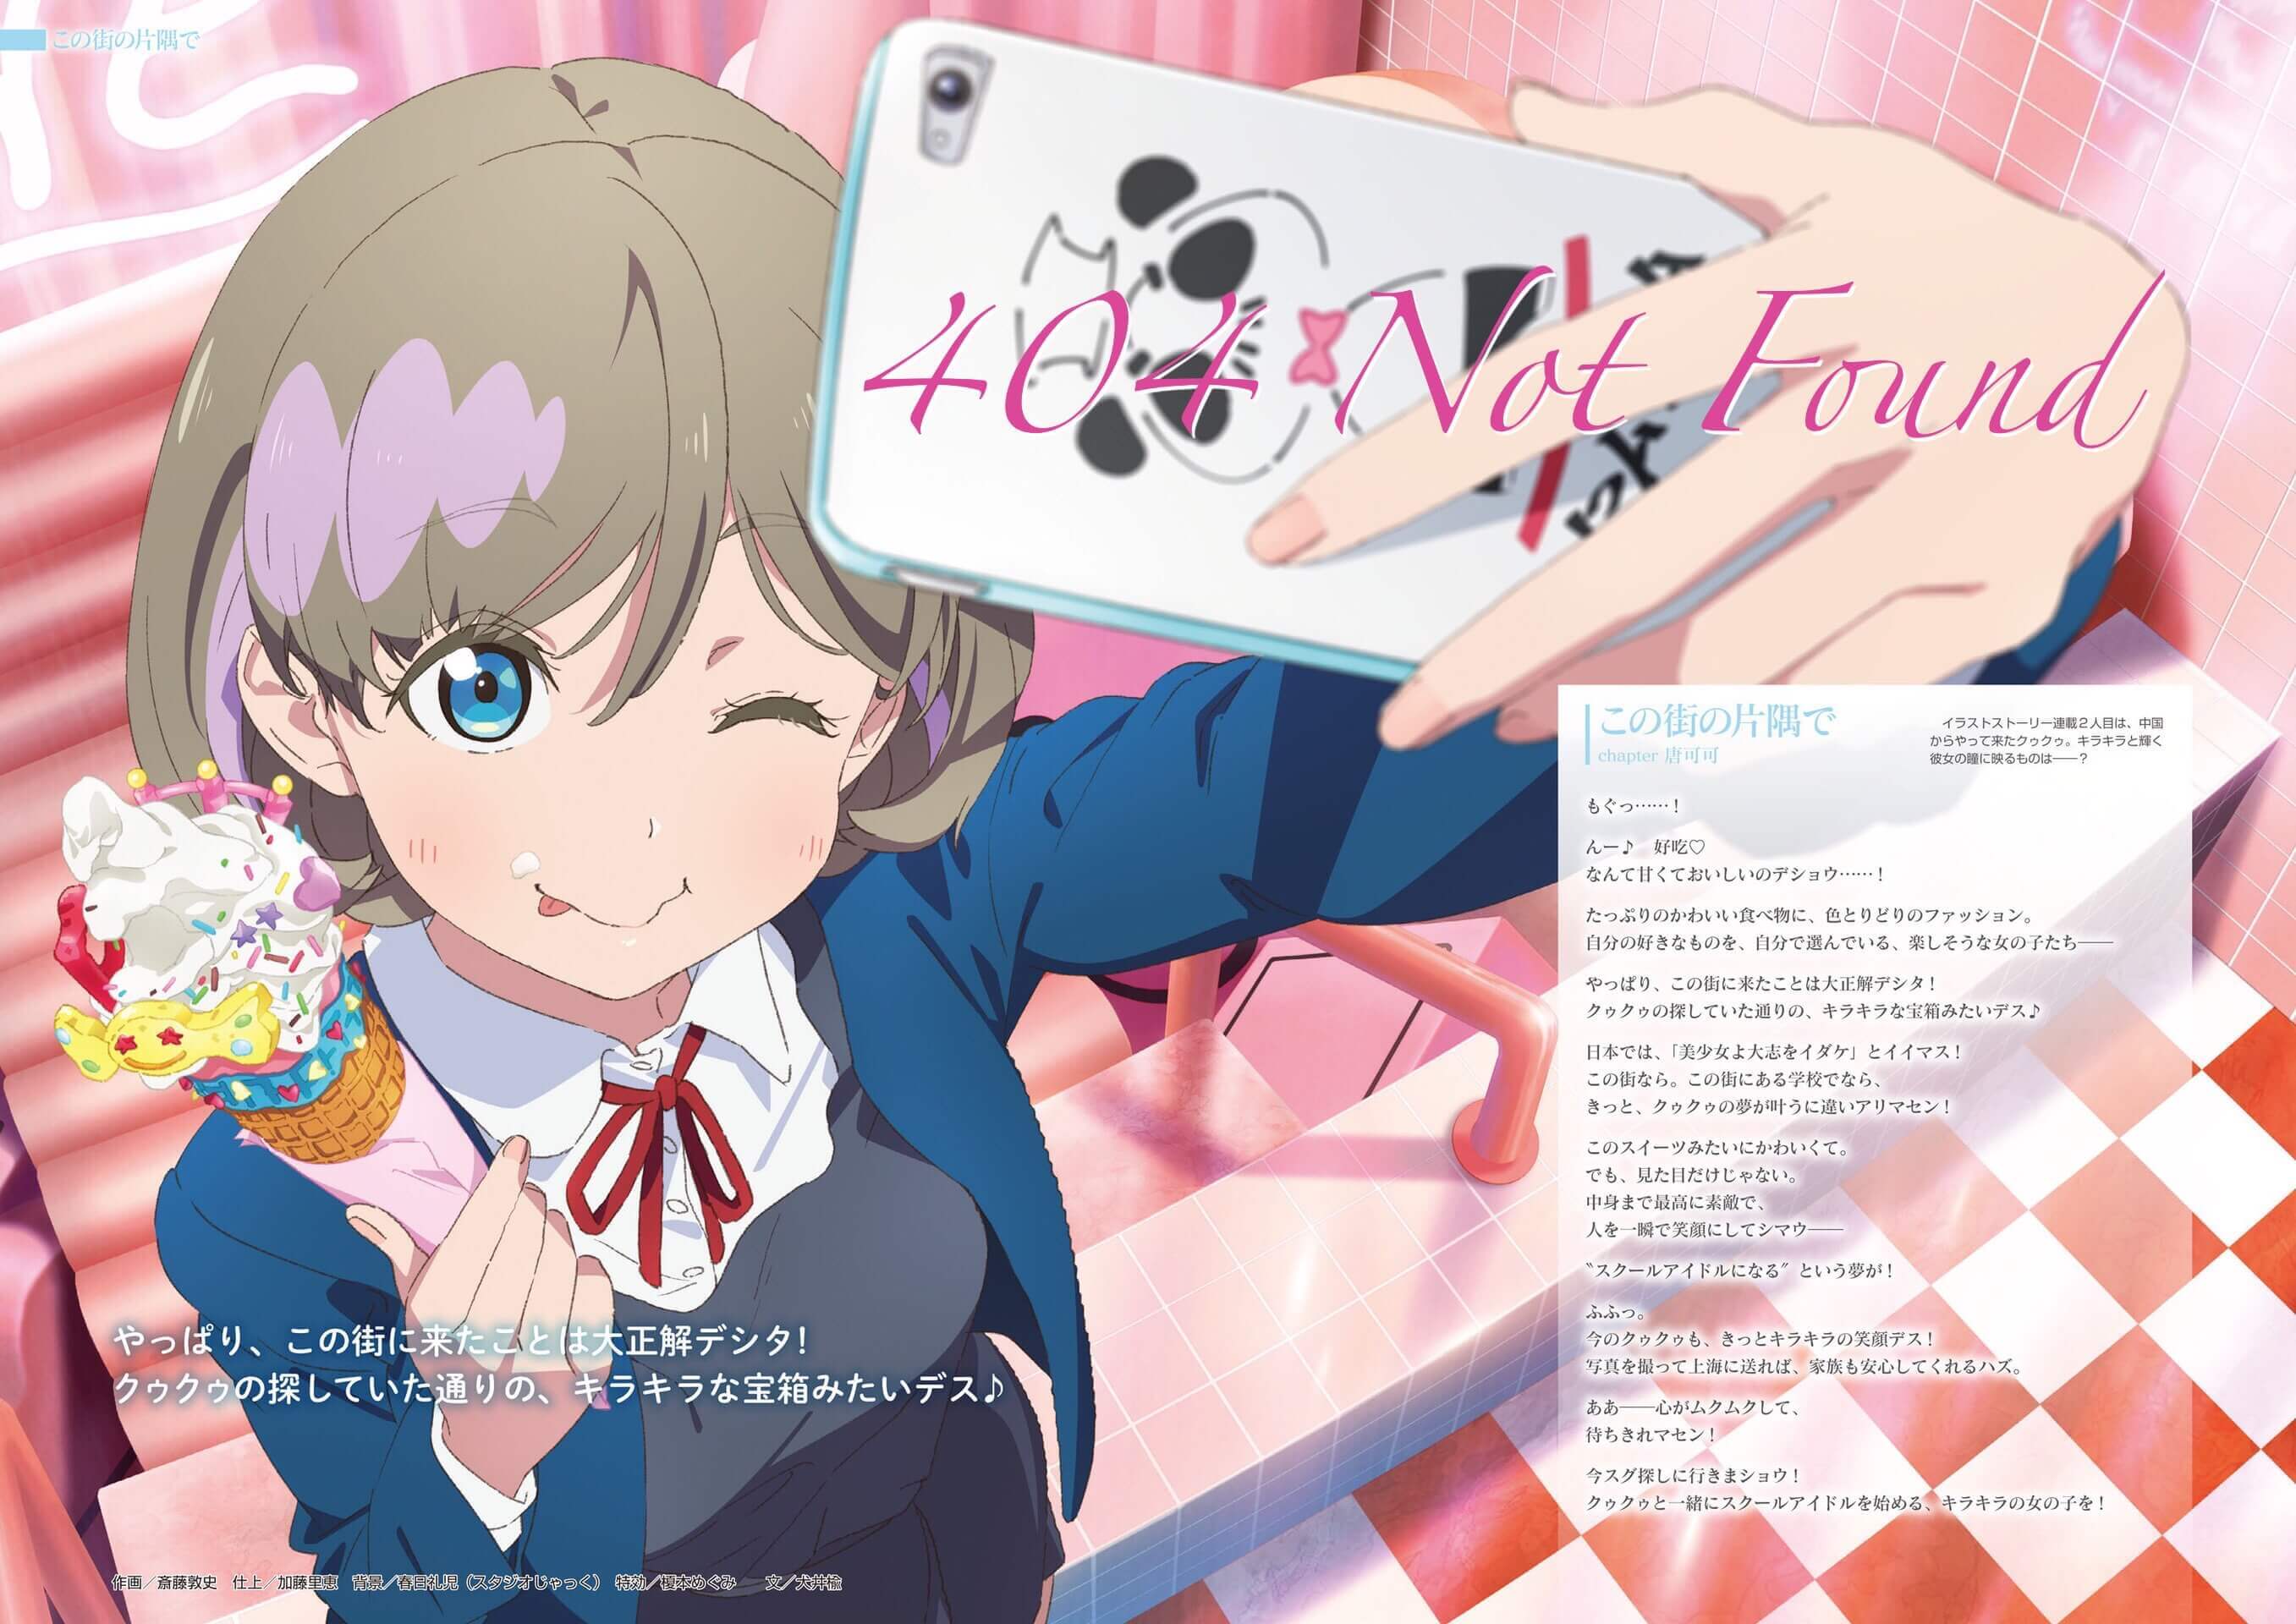 この街の片隅で
404 Not Found
この街の片隅で
chapter 唐可可
イラストストーリー連載２人目は、中国
からやって来たクゥクゥ。キラキラと輝く
彼女の瞳に映るものは──？
もぐっ……！
んー♪　好吃♡
なんて甘くておいしいのデショウ……！
たっぷりのかわいい食べ物に、色とりどりのファッション。
自分の好きなものを、自分で選んでいる、楽しそうな女の子たち──
やっぱり、この街に来たことは大正解デシタ！
クゥクゥの探していた通りの、キラキラな宝箱みたいデス♪
日本では、「美少女よ大志をイダケ」とイイマス！
この街なら。この街にある学校でなら、
きっと、クゥクゥの夢が叶うに違いアリマセン！
このスイーツみたいにかわいくて。
でも、見た目だけじゃない。
中身まで最高に素敵で、
人を一瞬で笑顔にしてシマウ──
〝スクールアイドルになる〟という夢が！
ふふっ。
今のクゥクゥも、きっとキラキラの笑顔デス！
写真を撮って上海に送れば、家族も安心してくれるハズ。
ああ──心がムクムクして、
待ちきれマセン！
今スグ探しに行きまショウ！
クゥクゥと一緒にスクールアイドルを始める、キラキラの女の子を！
やっぱり、この街に来たことは大正解デシタ！
クゥクゥの探していた通りの、キラキラな宝箱みたいデス♪
作画／斎藤敦史　仕上／加藤里恵　背景／春日礼児（スタジオじゃっく）　特効／榎本めぐみ　　文／犬井楡